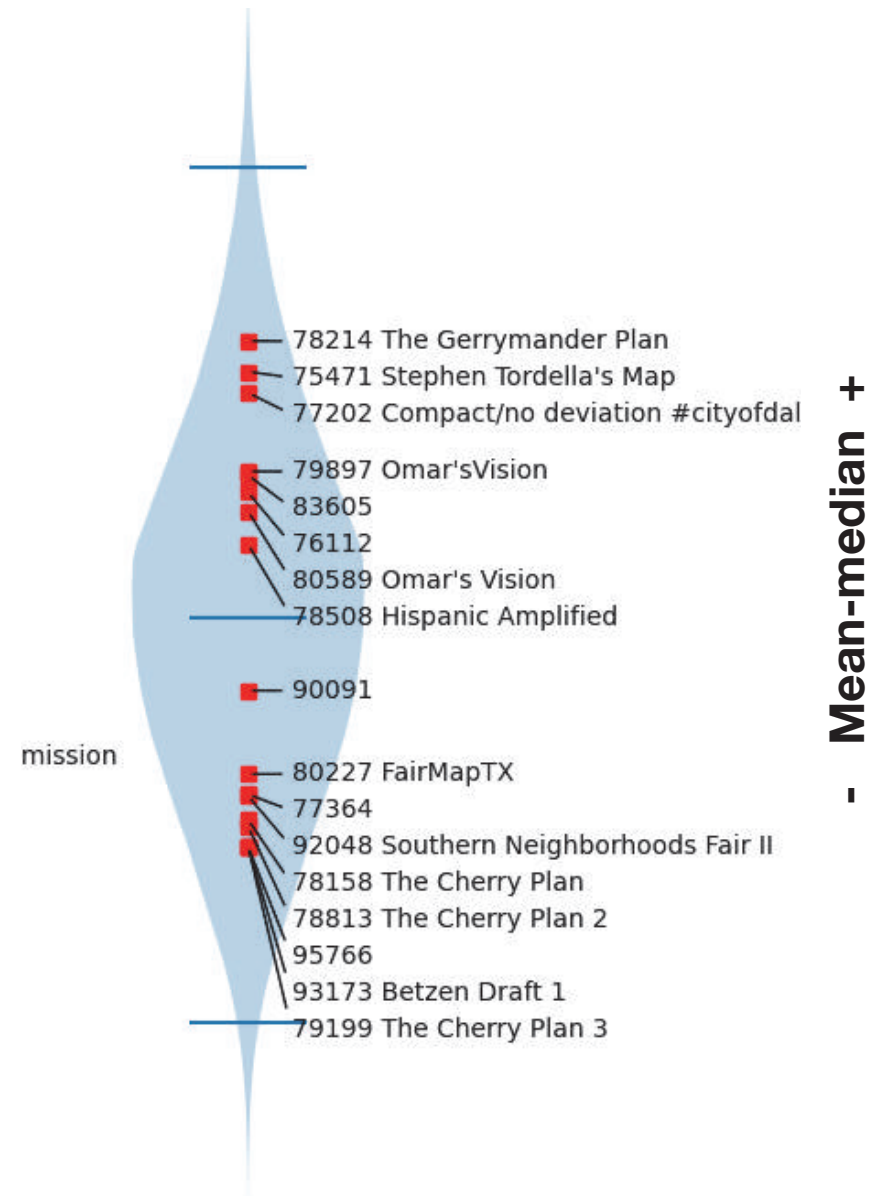 78214 The Gerrymander Plan
75471 Stephen Tordella's Map
77202 Compact/no deviation #cityofdal
79897 Omar'sVision
83605
76112
80589 Omar's Vision
78508 Hispanic Amplified
90091
mission
80227 FairMapTX
77364
92048 Southern Neighborhoods Fair II
78158 The Cherry Plan
78813 The Cherry Plan 2
95766
93173 Betzen Draft 1
79199 The Cherry Plan 3
- Mean-median +